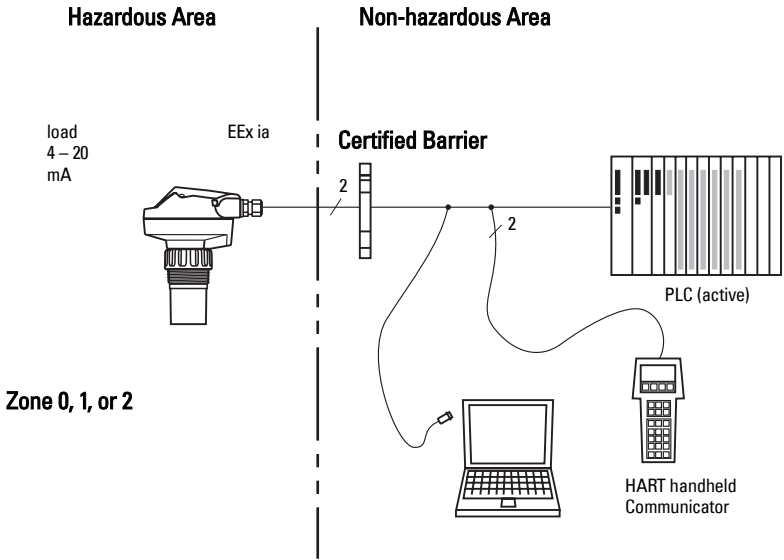 Hazardous Area
Non-hazardous Area
load
4 – 20
mA
EEx ia
Certified Barrier
2
2
PLC (active)
Zone 0, 1, or 2
HART handheld
Communicator